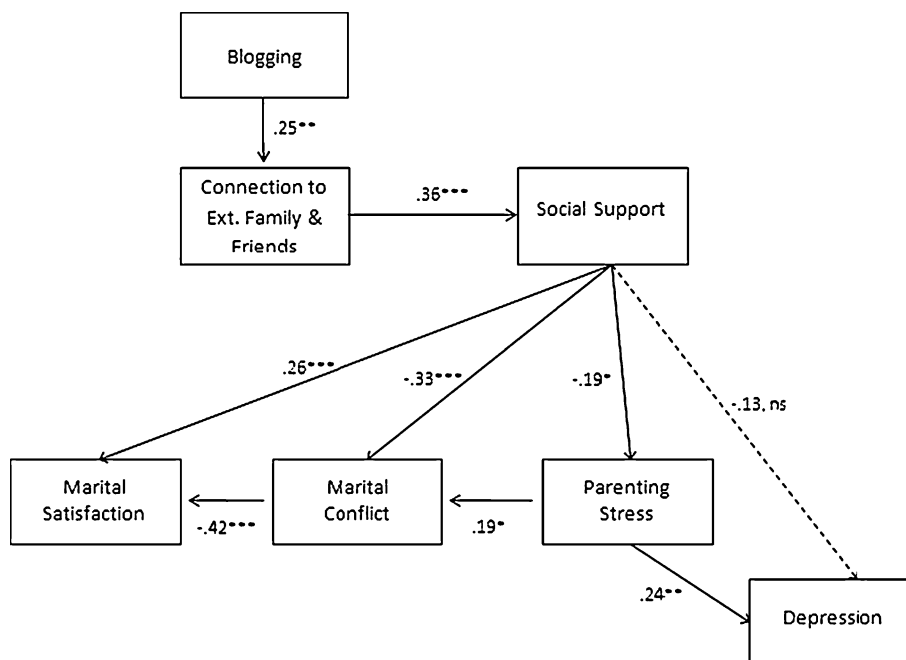 Blogging
.25**
Connection to
Ext. Family &
Friends
.36***
Social Support
.26***
-.33***
-.19*
-.13, ns
Marital
Satisfaction
-.42***
Marital
Conflict
.19*
Parenting
Stress
.24**
Depression